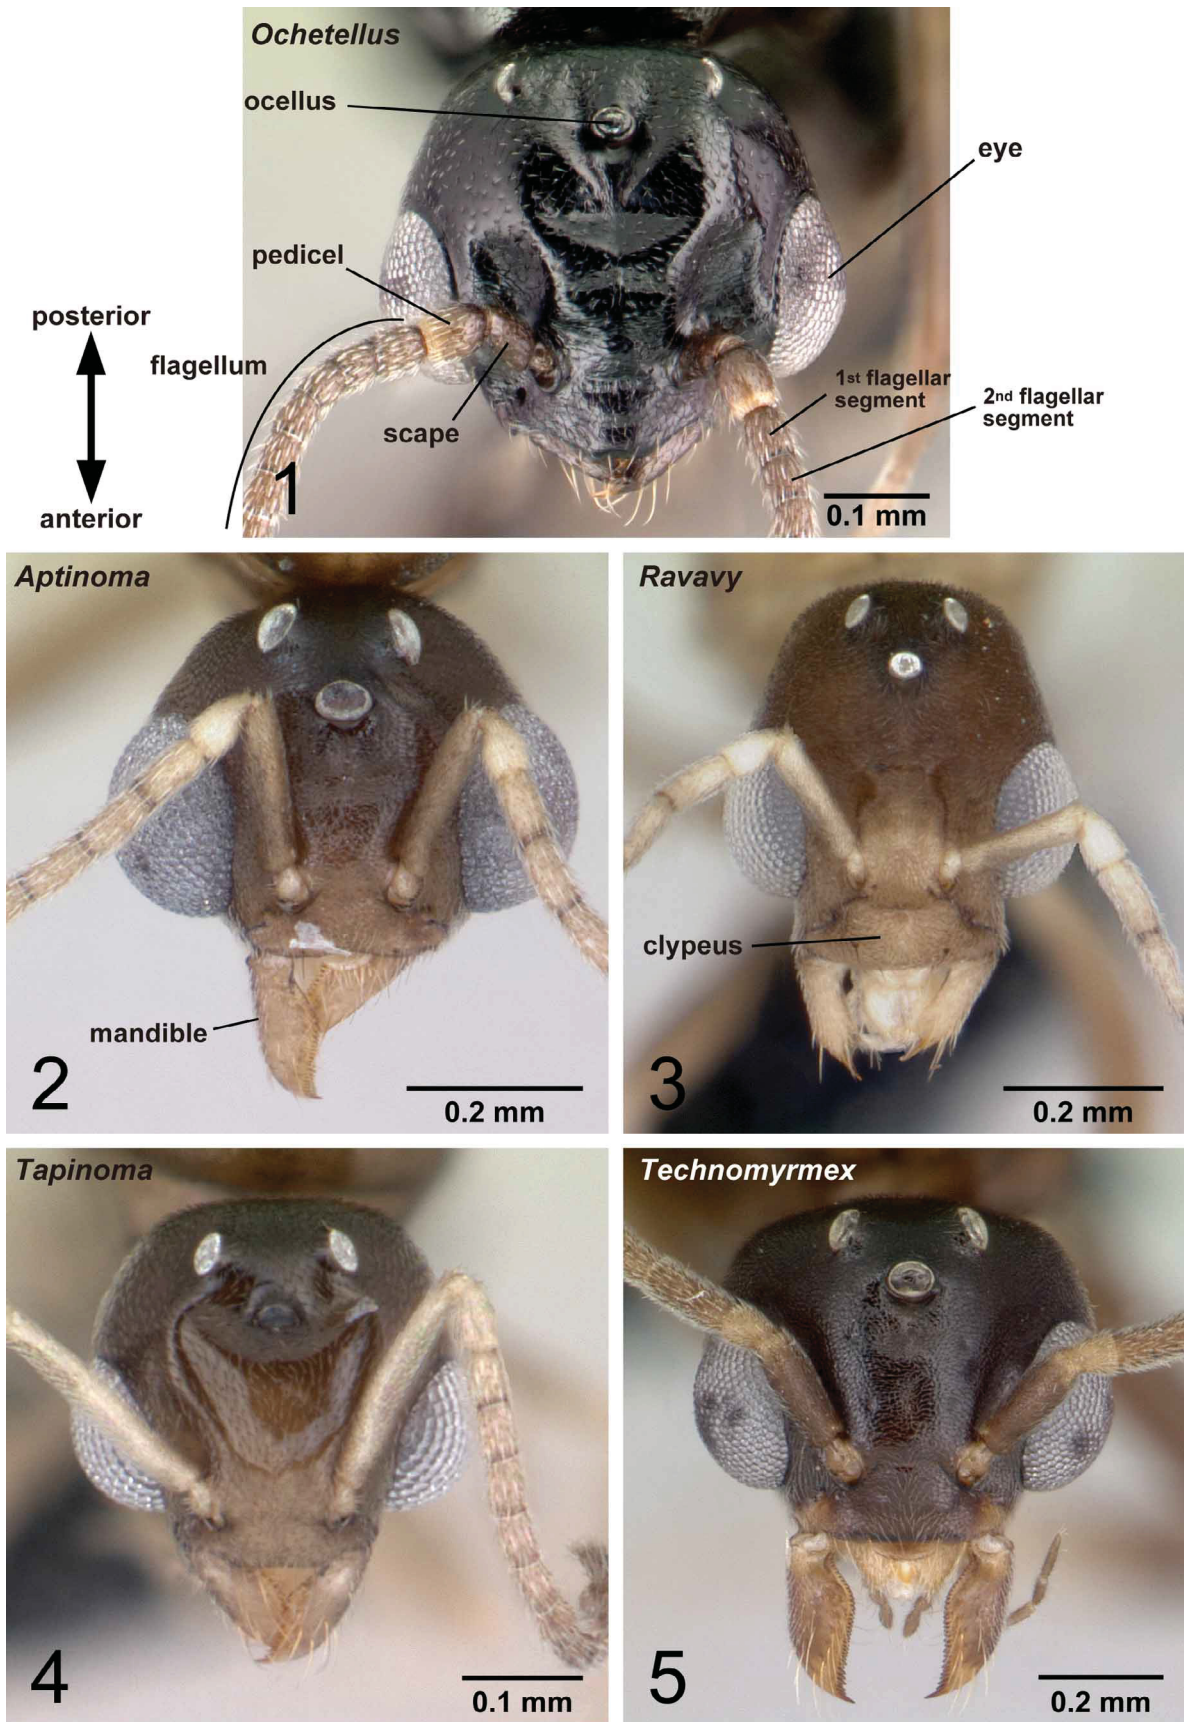 Ochetellus
ocellus
eye
pedicel
posterior
flagellum
1st flagellar
segment
2nd flagellar
segment
scape
1
anterior
0.1 mm
Aptinoma
mandible
2
0.2 mm
Ravavy
clypeus
3
0.2 mm
Tapinoma
4
0.1 mm
Technomyrmex
5
0.2 mm